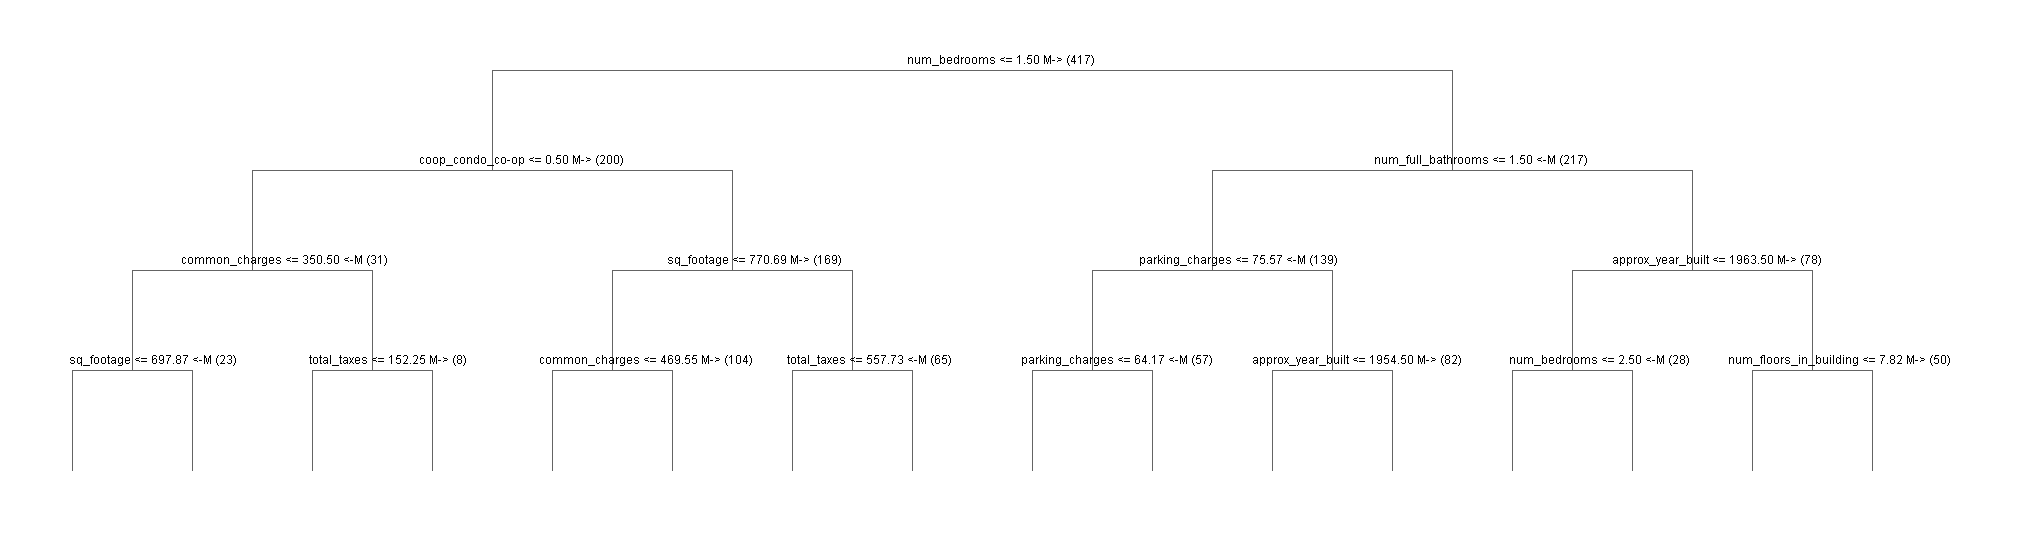 num_bedrooms <= 1.50 M-> (417)
coop_condo_co-op <= 0.50 M-> (200)
num_full_bathrooms <= 1.50 <-M (217)
common_charges <= 350.50 <-M (31)
sq_footage <= 770.69 M-> (169)
parking_charges <= 75.57 <-M (139)
approx_year_built <= 1963.50 M-> (78)
sq_footage <= 697.87 <-M (23)
total_taxes <= 152.25 M-> (8)
common_charges <= 469.55 M-> (104)
total_taxes <= 557.73 <-M (65)
parking_charges <= 64.17 <-M (57)
approx_year_built <= 1954.50 M-> (82)
num_bedrooms <= 2.50 <-M (28)
num_floors_in_building <= 7.82 M-> (50)